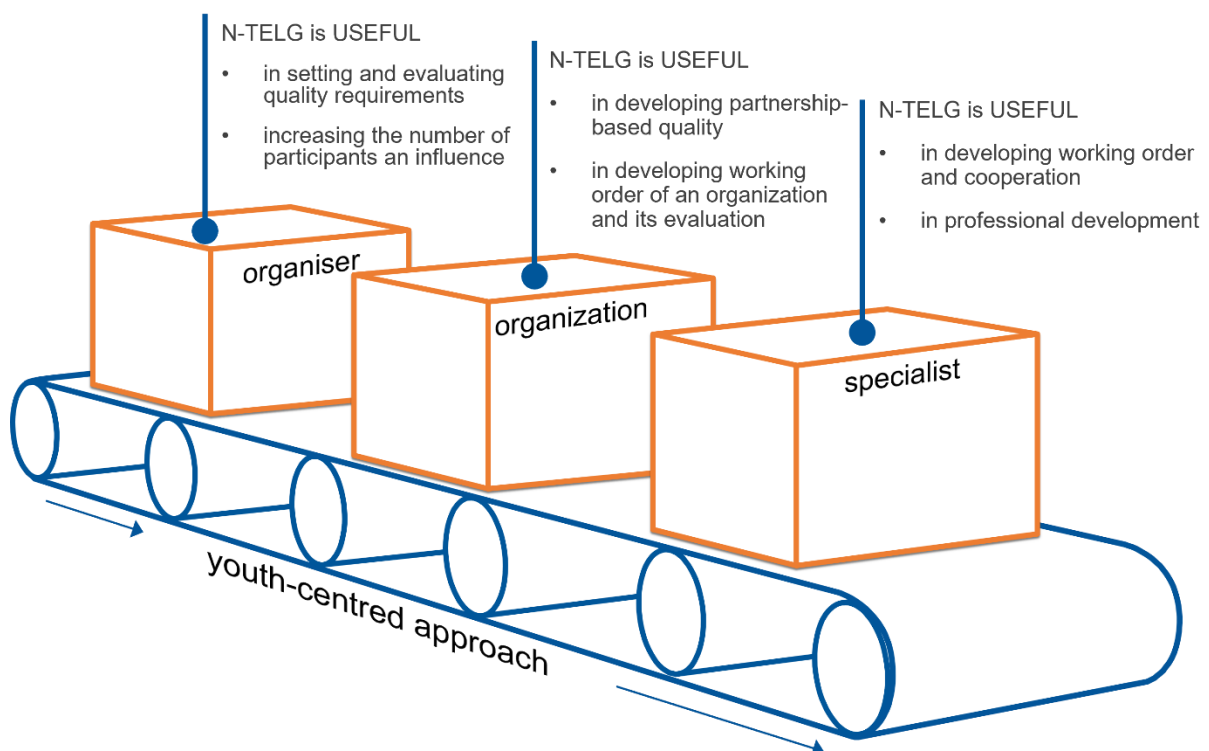 N-TELG is USEFUL
• in setting and evaluating
quality requirements
• increasing the number of
participants an influence
N-TELG is USEFUL
• in developing partnership-
based quality
• in developing working
order of an organization
and its evaluation
N-TELG is USEFUL
• in developing working order
and cooperation
• in professional development
organiser
organization
specialist
youth-centred approach